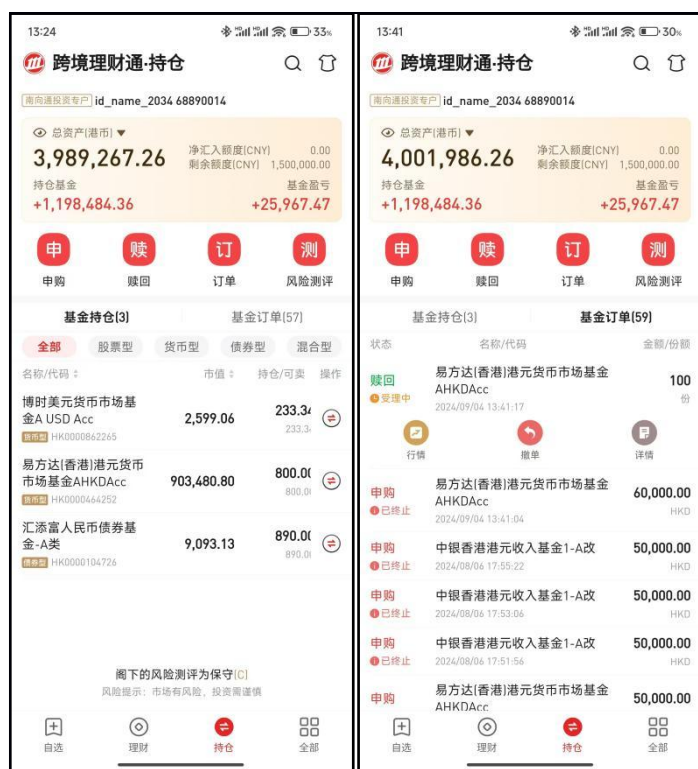 13:24
33%
跨境理财通·持仓
南向通投资专户 id_name_2034 68890014
总资产(港币) ▼
净汇入额度(CNY) 0.00
3,989,267.26
剩余额度(CNY) 1,500,000.00
持仓基金 基金盈亏
+1,198,484.36 +25,967.47
申 赎 订 测
申购 赎回 订单 风险测评
基金持仓(3) 基金订单(57)
全部 股票型 货币型 债券型 混合型
名称/代码 市值 持仓/可卖 操作
博时美元货币市场基
金A USD Acc
2,599.06 233.34
货币型 HK0000862265 233.3
易方达(香港)港元货币
市场基金AHKDAcc
903,480.80 800.0
货币型 HK0000464252 800.0
汇添富人民币债券基
金-A类
9,093.13 890.0
债券型 HK0000104726 890.0
阁下的风险测评为保守(C)
风险提示：市场有风险，投资需谨慎
自选 理财 持仓 全部
13:41
30%
跨境理财通·持仓
南向通投资专户 id_name_2034 68890014
总资产(港币) ▼
净汇入额度(CNY) 0.00
4,001,986.26
剩余额度(CNY) 1,500,000.00
持仓基金 基金盈亏
+1,198,484.36 +25,967.47
申 赎 订 测
申购 赎回 订单 风险测评
基金持仓(3) 基金订单(59)
状态 名称/代码 金额/份额
赎回 易方达(香港)港元货币市场基金
AHKDAcc
100
受理中 2024/09/04 13:41:17 份
行情 撤单 详情
申购 易方达(香港)港元货币市场基金
AHKDAcc
60,000.00
已终止 2024/09/04 13:41:04 HKD
申购 中银香港港元收入基金1-A改 50,000.00
已终止 2024/08/06 17:55:22 HKD
申购 中银香港港元收入基金1-A改 50,000.00
已终止 2024/08/06 17:53:06 HKD
申购 中银香港港元收入基金1-A改 50,000.00
已终止 2024/08/06 17:51:56 HKD
申购 易方达(香港)港元货币市场基金
AHKDAcc
50,000.00
自选 理财 持仓 全部